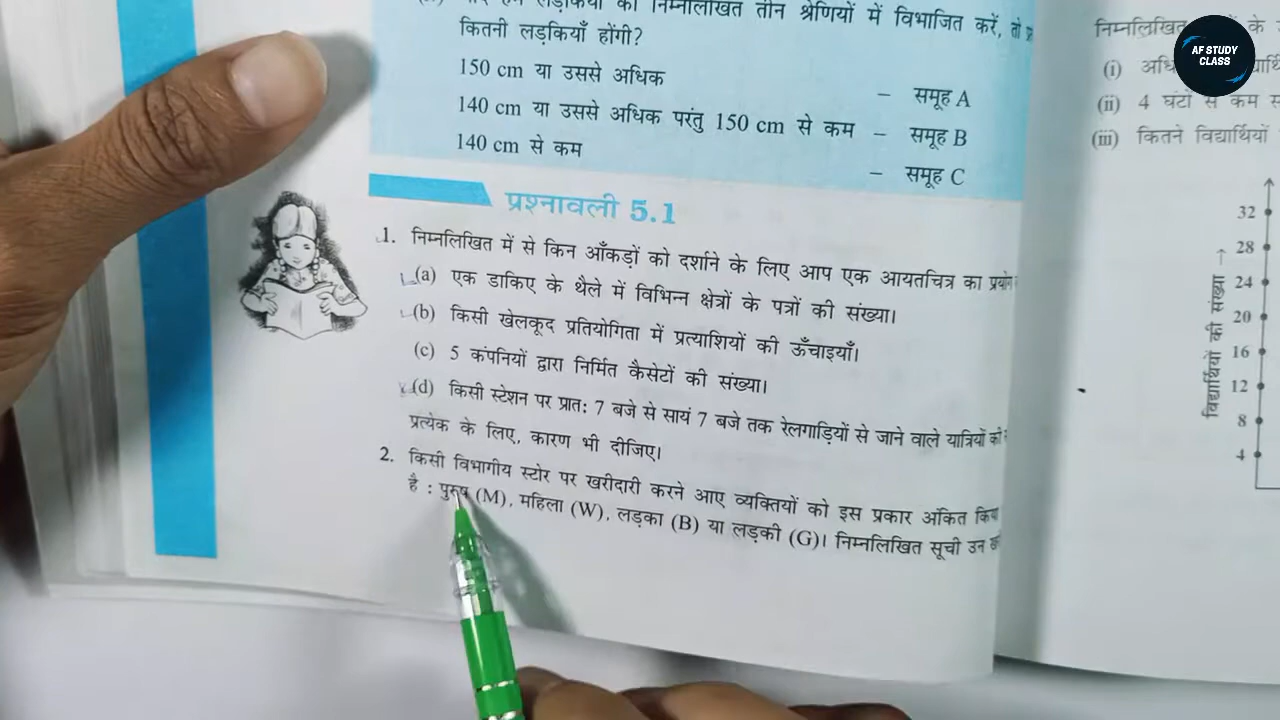 निम्नलिखित तीन श्रेणियों में विभाजित करें, तो
कितनी लड़कियाँ होंगी?
150 cm या उससे अधिक – समूह A
140 cm या उससे अधिक परंतु 150 cm से कम – समूह B
140 cm से कम – समूह C
प्रश्नावली 5.1
1. निम्नलिखित में से किन आँकड़ों को दर्शाने के लिए आप एक आयतचित्र का प्रयोग
(a) एक डाकिए के थैले में विभिन्न क्षेत्रों के पत्रों की संख्या।
(b) किसी खेलकूद प्रतियोगिता में प्रत्याशियों की ऊँचाइयाँ।
(c) 5 कंपनियों द्वारा निर्मित कैसेटों की संख्या।
(d) किसी स्टेशन पर प्रातः 7 बजे से सायं 7 बजे तक रेलगाड़ियों से जाने वाले यात्रियों की
प्रत्येक के लिए, कारण भी दीजिए।
2. किसी विभागीय स्टोर पर खरीदारी करने आए व्यक्तियों को इस प्रकार अंकित किया
है : पुरुष (M), महिला (W), लड़का (B) या लड़की (G)। निम्नलिखित सूची उन
निम्नलिखित के
(i)
(ii) 4 घंटों से कम
(iii) कितने विद्यार्थियों
AF STUDY
CLASS
विद्यार्थियों की संख्या →
32
28
24
20
16
12
8
4